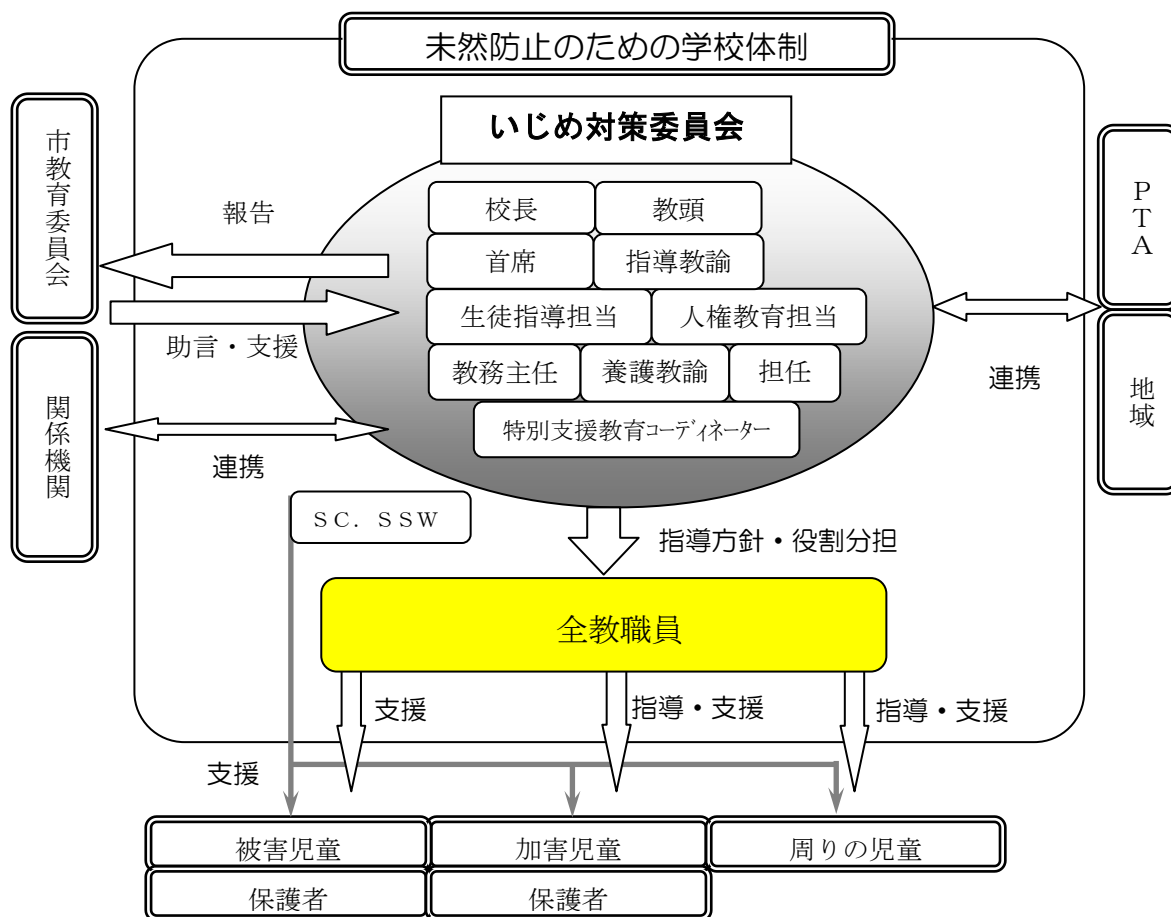 未然防止のための学校体制
いじめ対策委員会
市教育委員会
報告
助言・支援
関係機関
連携
校長
教頭
首席
指導教諭
生徒指導担当
人権教育担当
教務主任
養護教諭
担任
特別支援教育コーディネーター
PTA
地域
連携
SC.SSW
指導方針・役割分担
全教職員
支援
指導・支援
指導・支援
支援
被害児童
加害児童
周りの児童
保護者
保護者